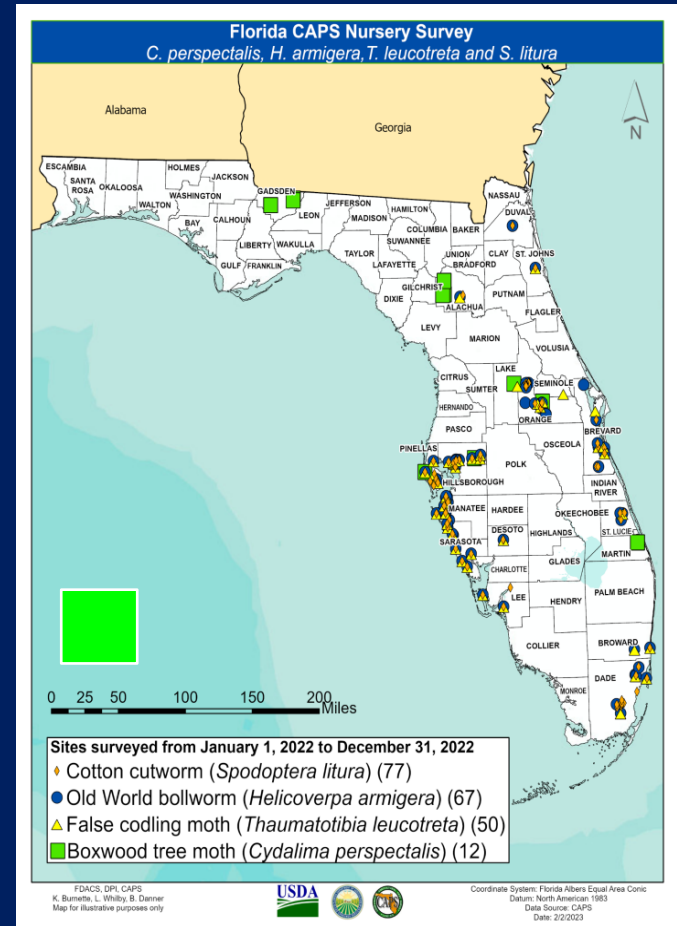 Florida CAPS Nursery Survey
C. perspectalis, H. armigera,T. leucotreta and S. litura
Alabama
Georgia
N
ESCAMBIA
SANTA ROSA
OKALOOSA
WALTON
HOLMES
WASHINGTON
JACKSON
BAY
CALHOUN
GULF
GADSDEN
LIBERTY
FRANKLIN
LEON
WAKULLA
JEFFERSON
MADISON
TAYLOR
HAMILTON
SUWANNEE
LAFAYETTE
DIXIE
COLUMBIA
GILCHRIST
BAKER
UNION
BRADFORD
ALACHUA
LEVY
NASSAU
DUVAL
CLAY
ST. JOHNS
PUTNAM
FLAGLER
MARION
VOLUSIA
CITRUS
SUMTER
LAKE
SEMINOLE
HERNANDO
ORANGE
PASCO
BREVARD
OSCEOLA
PINELLAS
HILLSBOROUGH
POLK
INDIAN RIVER
MANATEE
HARDEE
OKEECHOBEE
HIGHLANDS
ST. LUCIE
DESOTO
SARASOTA
MARTIN
CHARLOTTE
GLADES
LEE
HENDRY
PALM BEACH
COLLIER
BROWARD
MONROE
DADE
0 25 50 100 150 200
Miles
Sites surveyed from January 1, 2022 to December 31, 2022
Cotton cutworm (Spodoptera litura) (77)
Old World bollworm (Helicoverpa armigera) (67)
False codling moth (Thaumatotibia leucotreta) (50)
Boxwood tree moth (Cydalima perspectalis) (12)
FDACS, DPI, CAPS
K. Burnette, L. Whilby, B. Danner
Map for illustrative purposes only
USDA
CAPS
Coordinate System: Florida Albers Equal Area Conic
Datum: North American 1983
Data Source: CAPS
Date: 2/2/2023